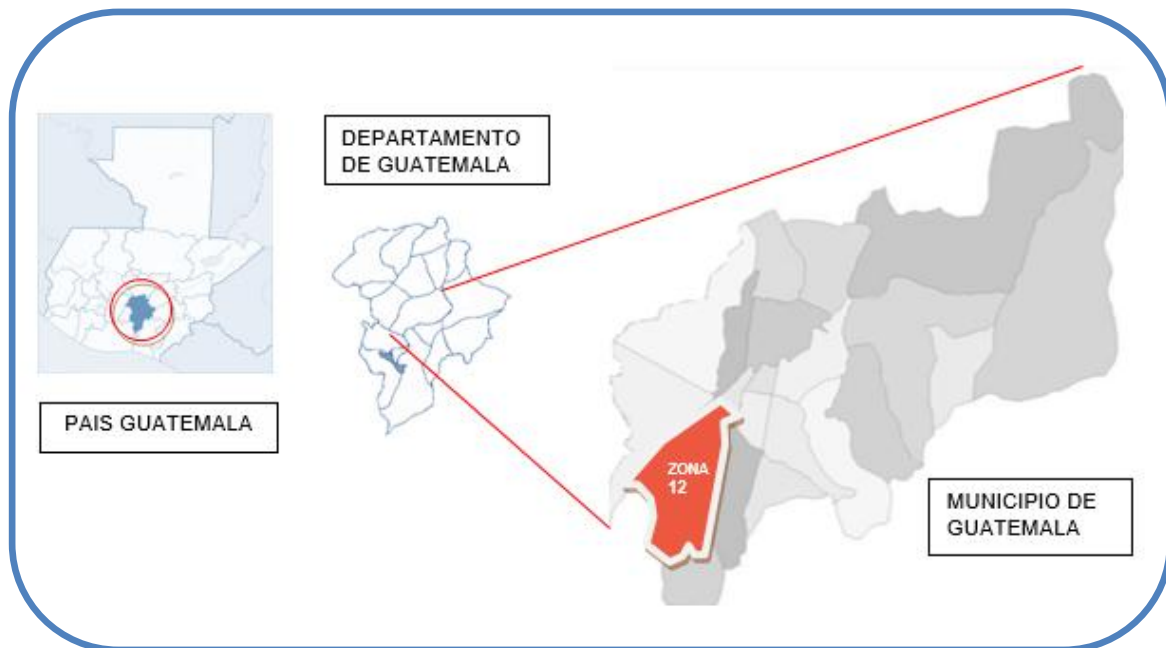 DEPARTAMENTO
DE GUATEMALA
PAIS GUATEMALA
ZONA
12
MUNICIPIO DE
GUATEMALA